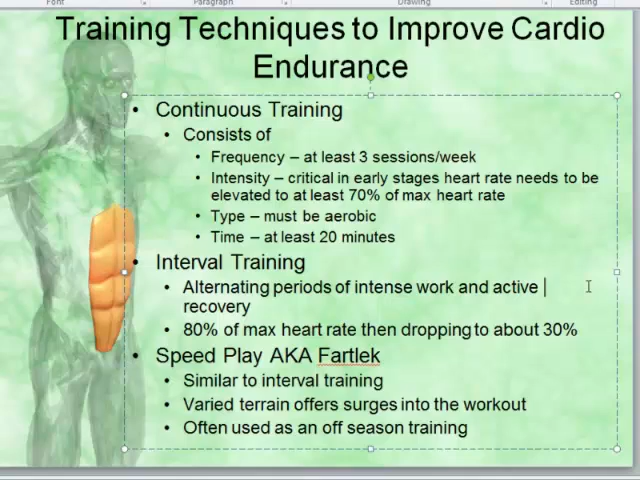 Font Paragraph Drawing Editing
Training Techniques to Improve Cardio
Endurance
• Continuous Training
• Consists of
• Frequency – at least 3 sessions/week
• Intensity – critical in early stages heart rate needs to be
elevated to at least 70% of max heart rate
• Type – must be aerobic
• Time – at least 20 minutes
• Interval Training
• Alternating periods of intense work and active
recovery
• 80% of max heart rate then dropping to about 30%
• Speed Play AKA Fartlek
• Similar to interval training
• Varied terrain offers surges into the workout
• Often used as an off season training